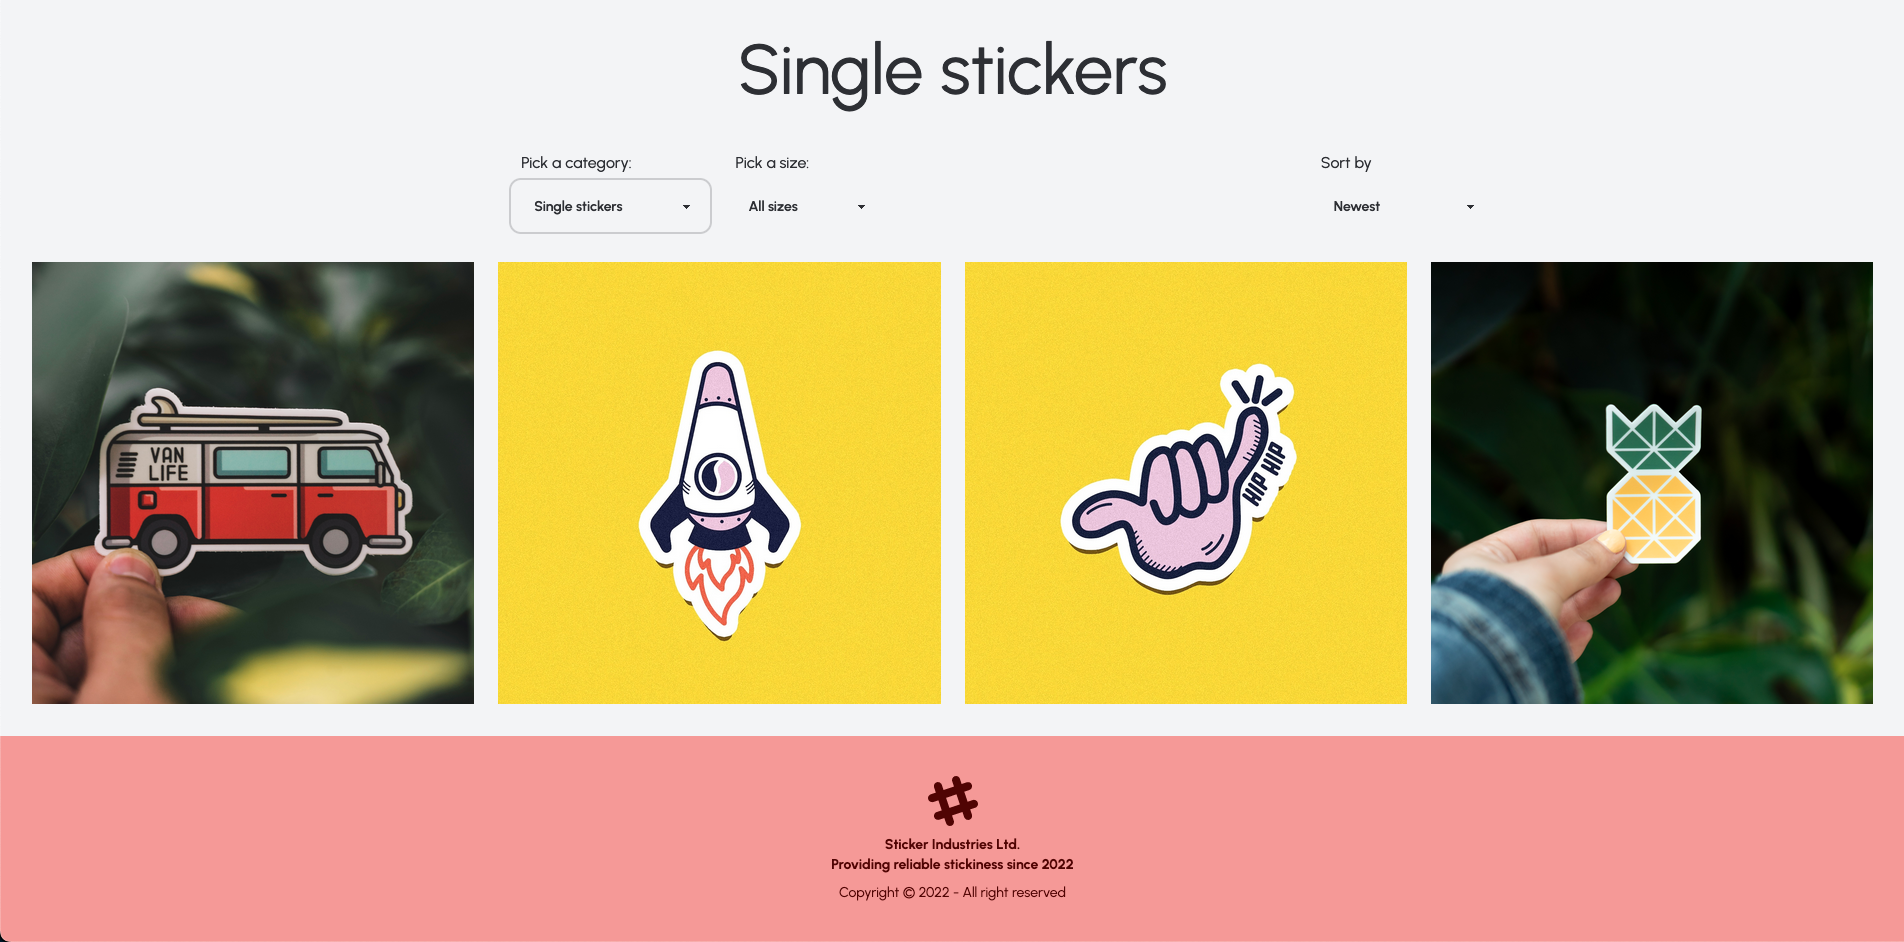 Single stickers
Pick a category:
Pick a size:
Sort by
Single stickers
All sizes
Newest
VAN
LIFE
HIP HIP
Sticker Industries Ltd.
Providing reliable stickiness since 2022
Copyright © 2022 - All right reserved